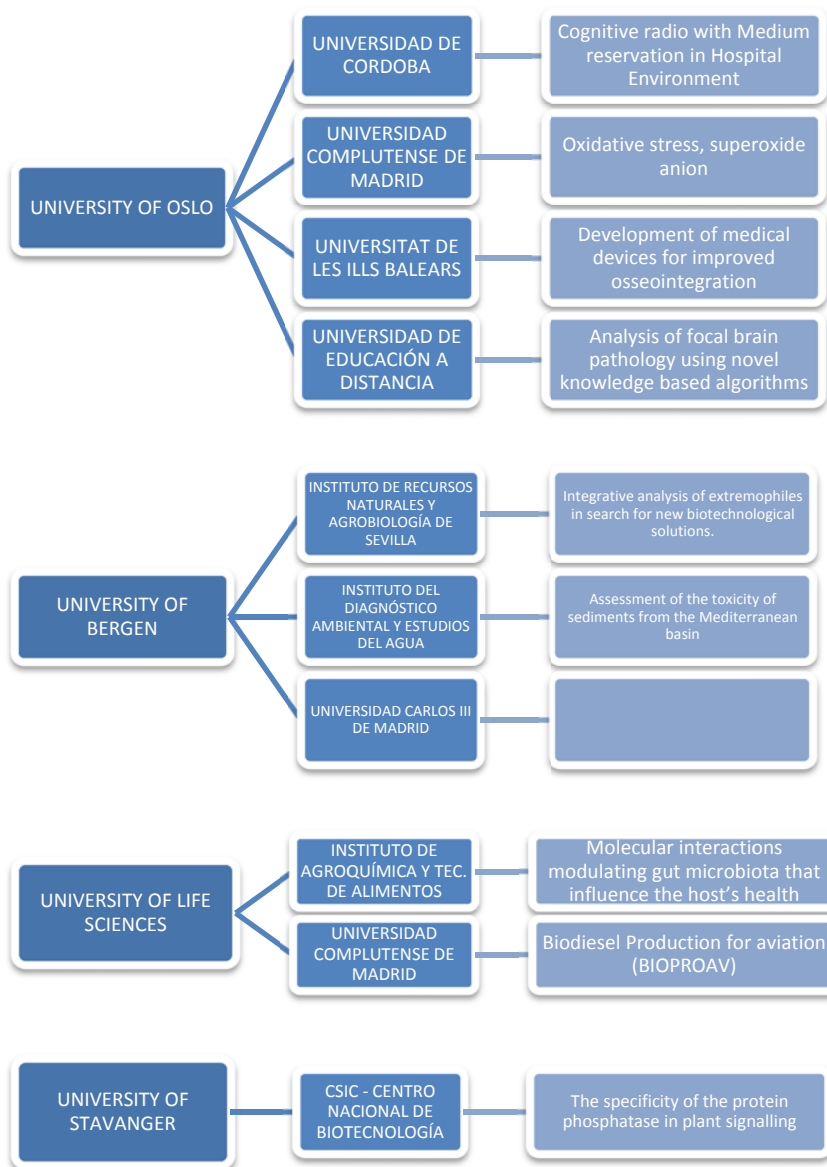 UNIVERSITY OF OSLO
UNIVERSIDAD DE
CORDOBA
Cognitive radio with Medium
reservation in Hospital
Environment
UNIVERSIDAD
COMPLUTENSE DE
MADRID
Oxidative stress, superoxide
anion
UNIVERSITAT DE
LES ILLS BALEARS
Development of medical
devices for improved
osseointegration
UNIVERSIDAD DE
EDUCACIÓN A
DISTANCIA
Analysis of focal brain
pathology using novel
knowledge based algorithms
UNIVERSITY OF
BERGEN
INSTITUTO DE RECURSOS
NATURALES Y
AGROBIOLOGÍA DE
SEVILLA
Integrative analysis of extremophiles
in search for new biotechnological
solutions.
INSTITUTO DEL
DIAGNÓSTICO
AMBIENTAL Y ESTUDIOS
DEL AGUA
Assessment of the toxicity of
sediments from the Mediterranean
basin
UNIVERSIDAD CARLOS III
DE MADRID
UNIVERSITY OF LIFE
SCIENCES
INSTITUTO DE
AGROQUÍMICA Y TEC.
DE ALIMENTOS
Molecular interactions
modulating gut microbiota that
influence the host’s health
UNIVERSIDAD
COMPLUTENSE DE
MADRID
Biodiesel Production for aviation
(BIOPROAV)
UNIVERSITY OF
STAVANGER
CSIC - CENTRO
NACIONAL DE
BIOTECNOLOGÍA
The specificity of the protein
phosphatase in plant signalling